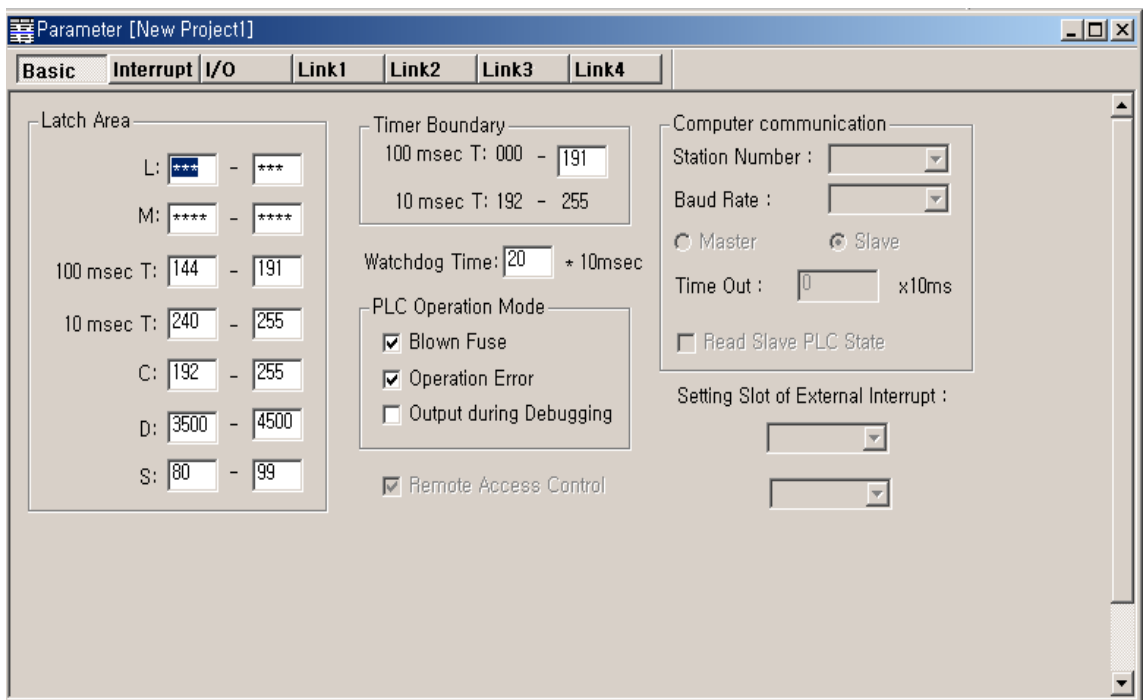 Parameter [New Project1]
Basic Interrupt I/O Link1 Link2 Link3 Link4
Latch Area
L: *** - ***
M: **** - ****
100 msec T: 144 - 191
10 msec T: 240 - 255
C: 192 - 255
D: 3500 - 4500
S: 80 - 99
Timer Boundary
100 msec T: 000 - 191
10 msec T: 192 - 255
Watchdog Time: 20 * 10msec
PLC Operation Mode
Blown Fuse
Operation Error
Output during Debugging
Remote Access Control
Computer communication
Station Number :
Baud Rate :
Master Slave
Time Out : 0 x10ms
Read Slave PLC State
Setting Slot of External Interrupt :